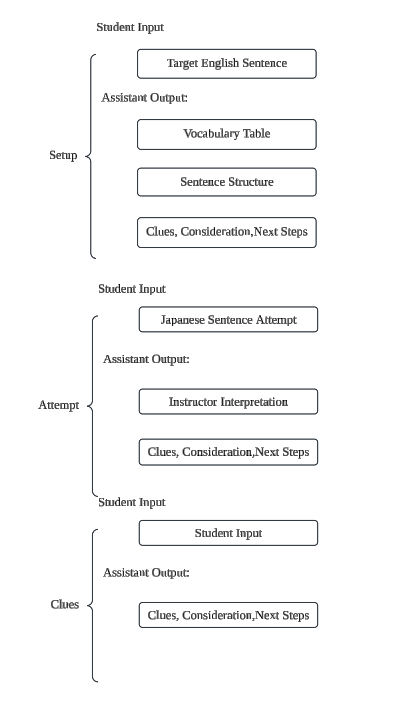 Student Input
Target English Sentence
Assistant Output:
Vocabulary Table
Setup
Sentence Structure
Clues, Consideration,Next Steps
Student Input
Japanese Sentence Attempt
Assistant Output:
Instructor Interpretation
Attempt
Clues, Consideration,Next Steps
Student Input
Student Input
Assistant Output:
Clues
Clues, Consideration,Next Steps